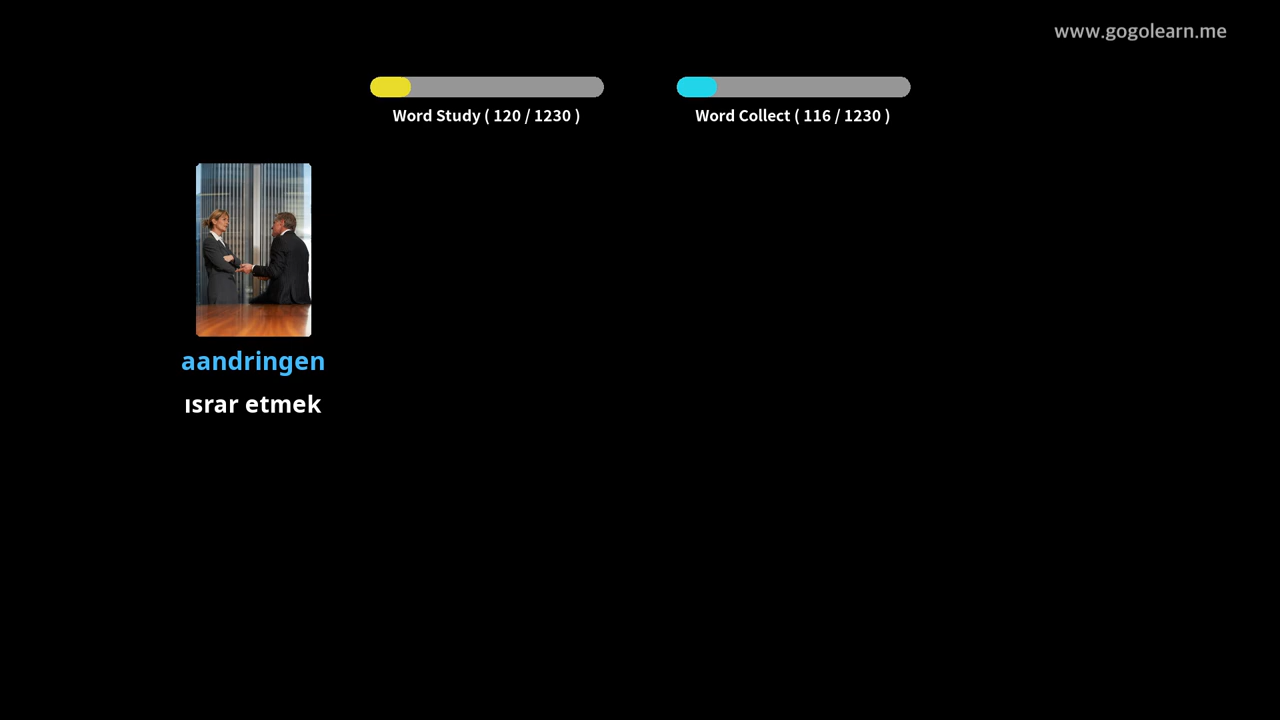 www.gogolearn.me
Word Study ( 120 / 1230 )
Word Collect ( 116 / 1230 )
aandringen
ısrar etmek